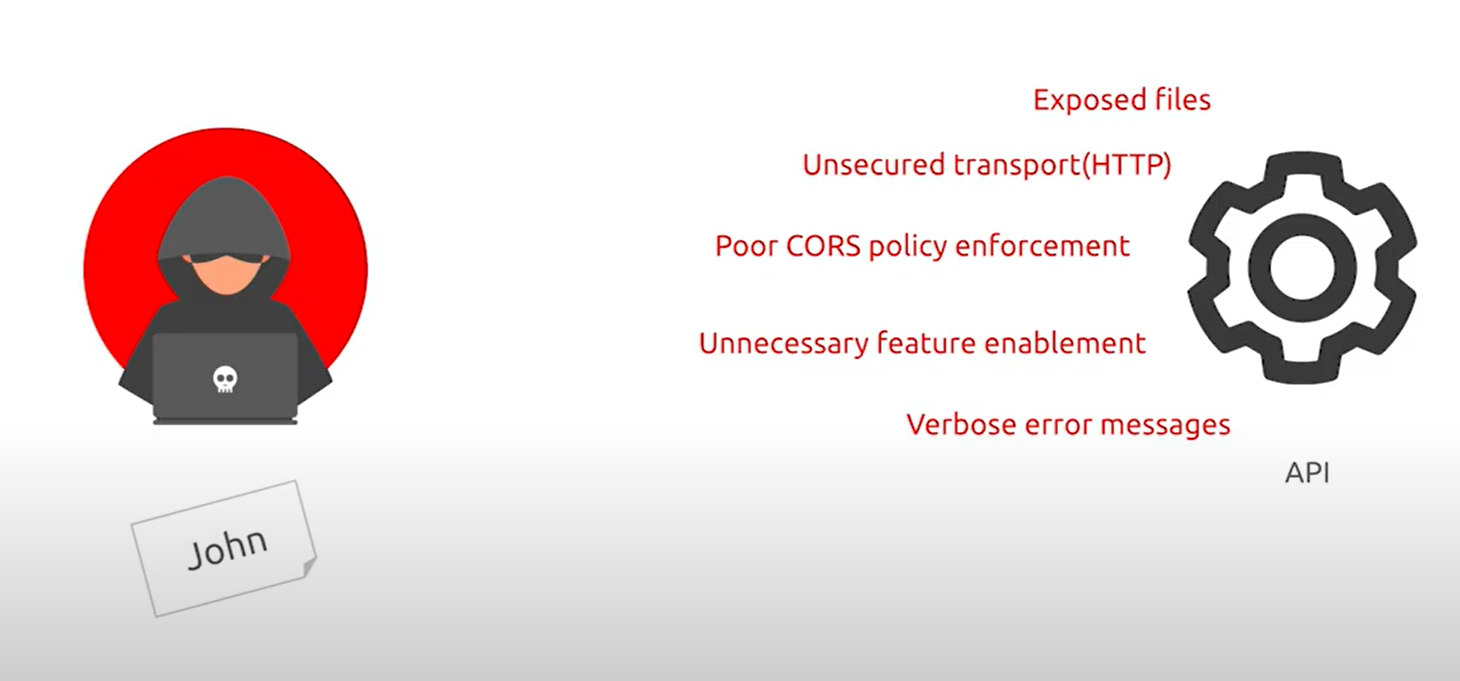 Exposed files
Unsecured transport(HTTP)
Poor CORS policy enforcement
Unnecessary feature enablement
Verbose error messages
API
John